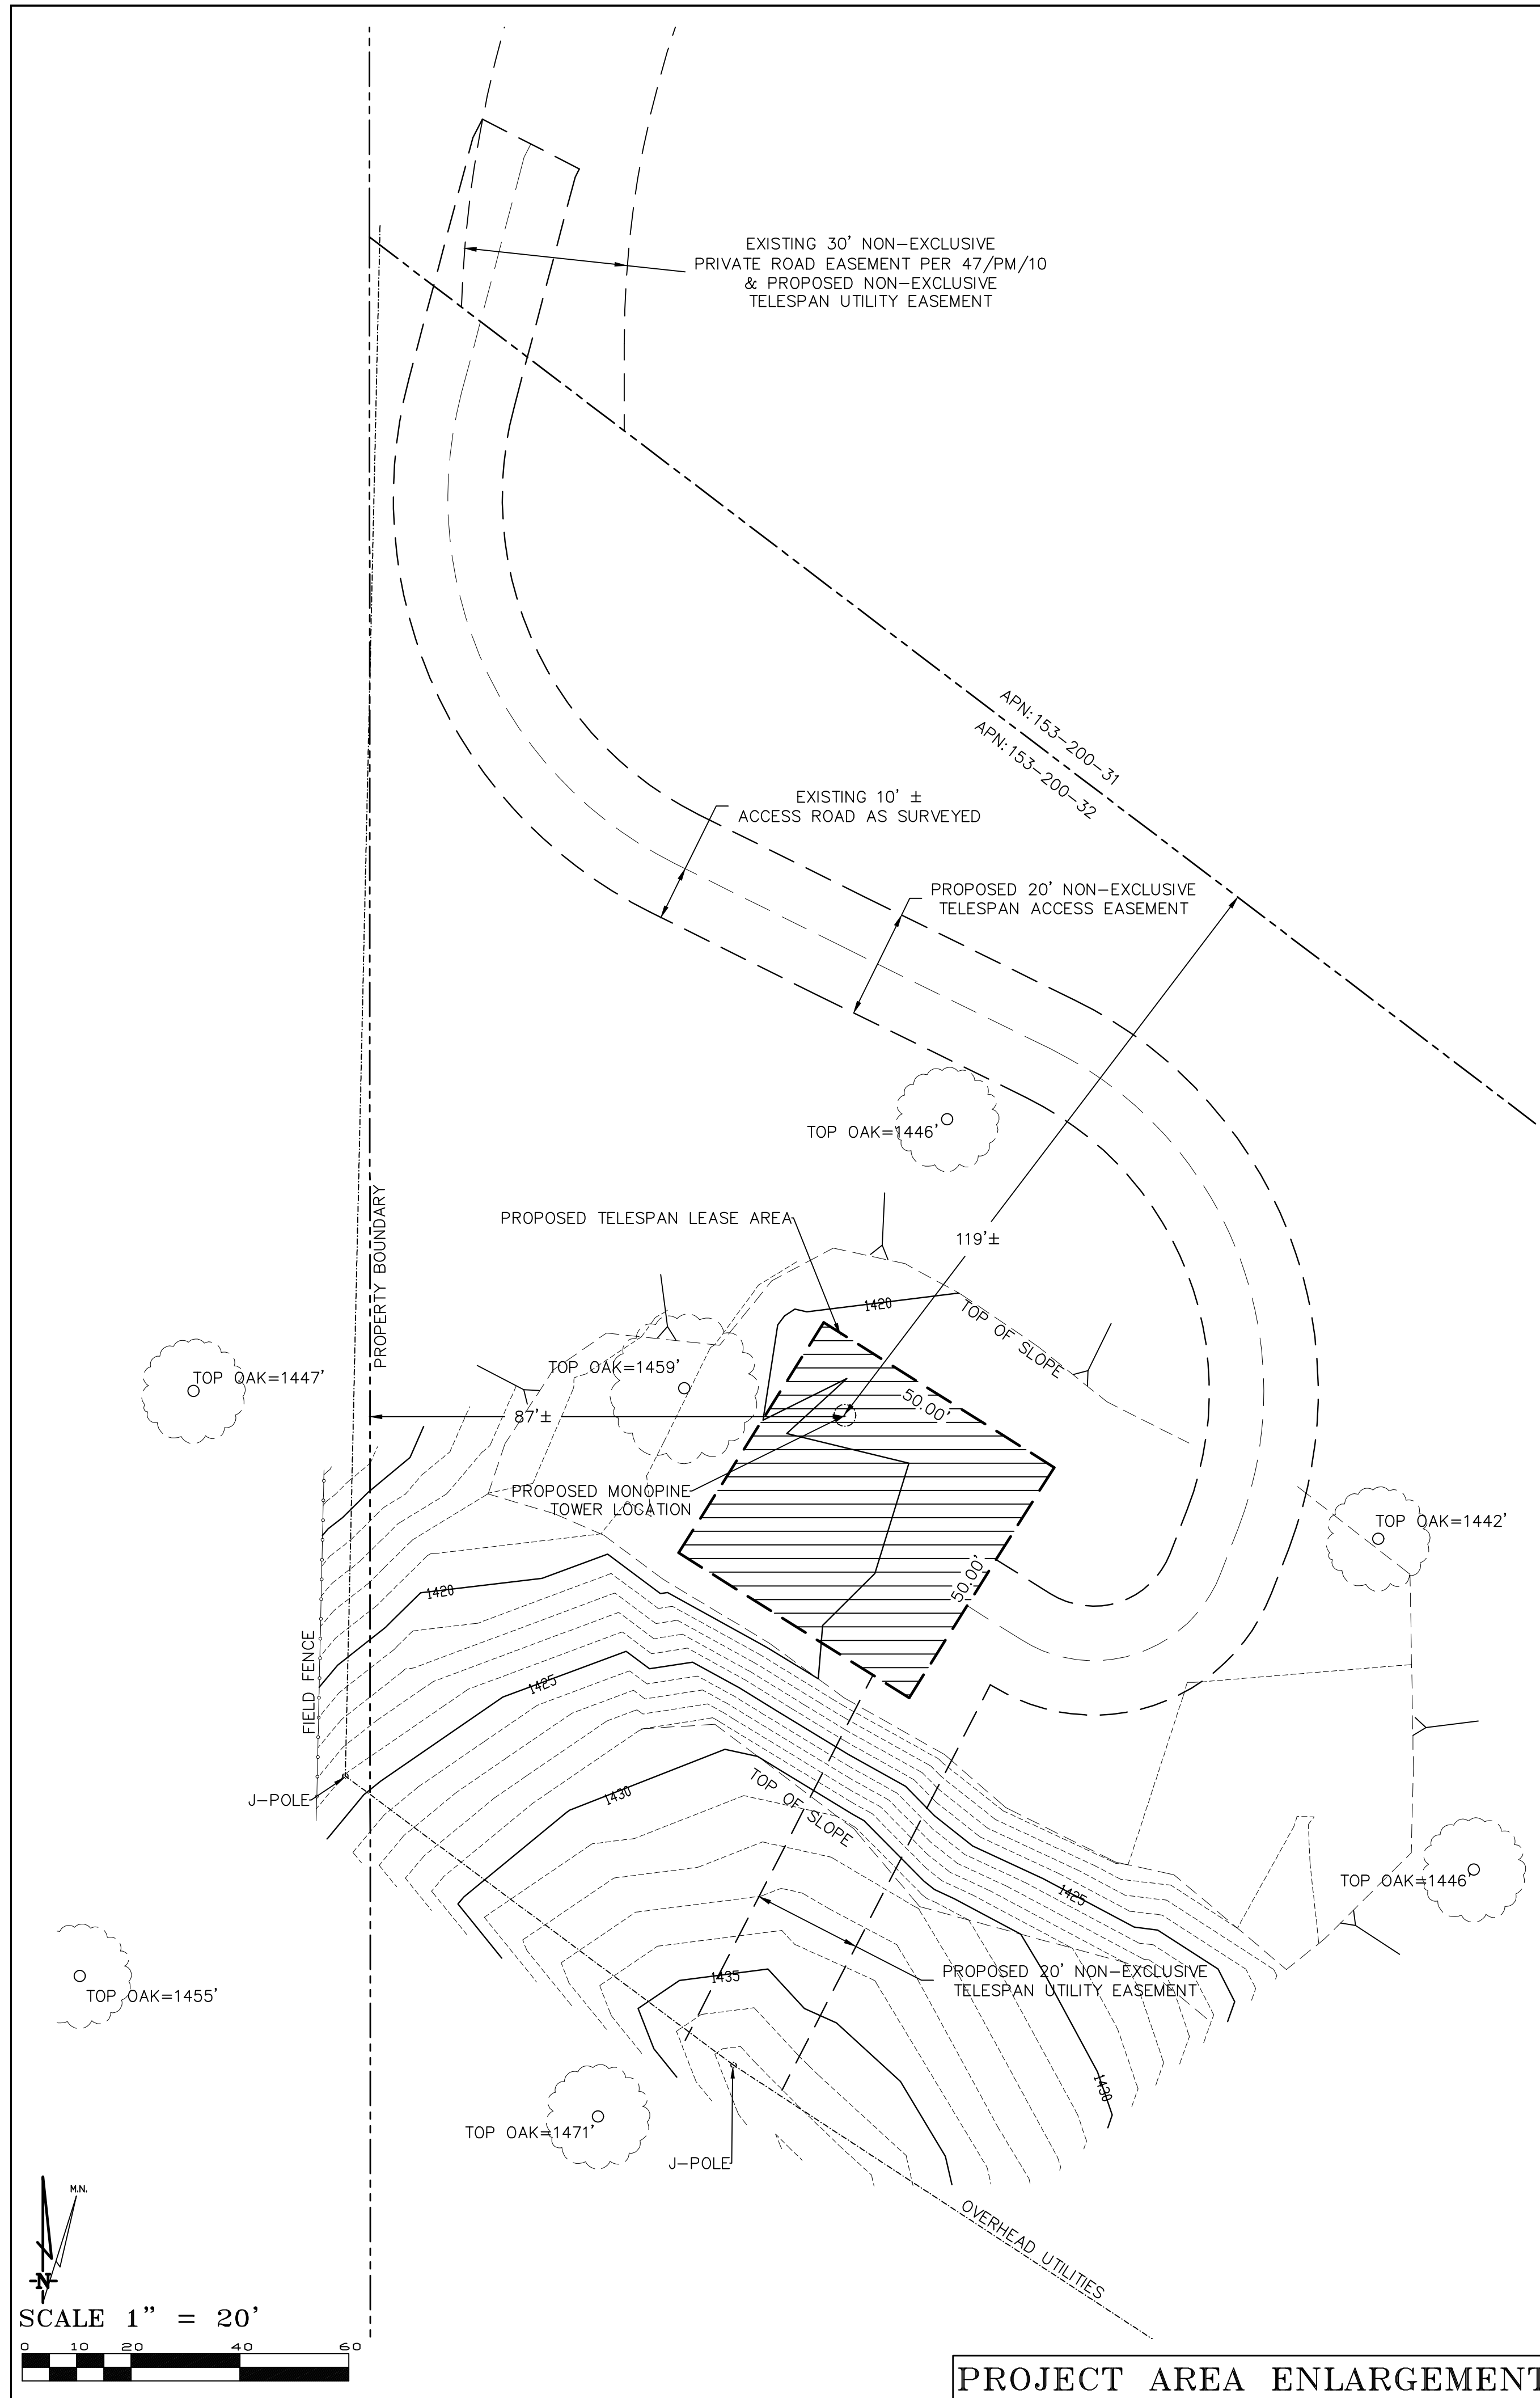 EXISTING 30' NON-EXCLUSIVE
PRIVATE ROAD EASEMENT PER 47/PM/10
& PROPOSED NON-EXCLUSIVE
TELESPAN UTILITY EASEMENT
APN: 153-200-31
APN: 153-200-32
EXISTING 10' ±
ACCESS ROAD AS SURVEYED
PROPOSED 20' NON-EXCLUSIVE
TELESPAN ACCESS EASEMENT
TOP OAK=1446'
PROPERTY BOUNDARY
PROPOSED TELESPAN LEASE AREA
119'±
1420
TOP OF SLOPE
TOP OAK=1447'
TOP OAK=1459'
50.00'
87'±
PROPOSED MONOPINE
TOWER LOCATION
TOP OAK=1442'
50.00'
1420
FIELD FENCE
1425
J-POLE
1430
TOP OF SLOPE
TOP OAK=1446'
1425
TOP OAK=1455'
1435
PROPOSED 20' NON-EXCLUSIVE
TELESPAN UTILITY EASEMENT
1430
TOP OAK=1471'
J-POLE
OVERHEAD UTILITIES
M.N.
N
SCALE 1" = 20'
0 10 20 40 60
PROJECT AREA ENLARGEMENT